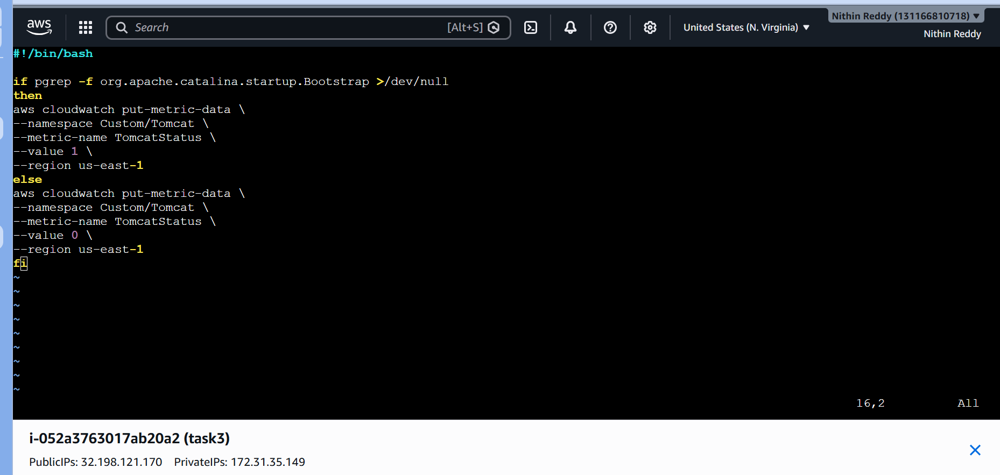 aws
Search [Alt+S]
United States (N. Virginia) ▼
Nithin Reddy (131166810718) ▼
Nithin Reddy
#!/bin/bash
if pgrep -f org.apache.catalina.startup.Bootstrap >/dev/null
then
aws cloudwatch put-metric-data \
--namespace Custom/Tomcat \
--metric-name TomcatStatus \
--value 1 \
--region us-east-1
else
aws cloudwatch put-metric-data \
--namespace Custom/Tomcat \
--metric-name TomcatStatus \
--value 0 \
--region us-east-1
fi
~
~
~
~
~
~
~
~
~
16,2 All
i-052a3763017ab20a2 (task3)
PublicIPs: 32.198.121.170 PrivateIPs: 172.31.35.149